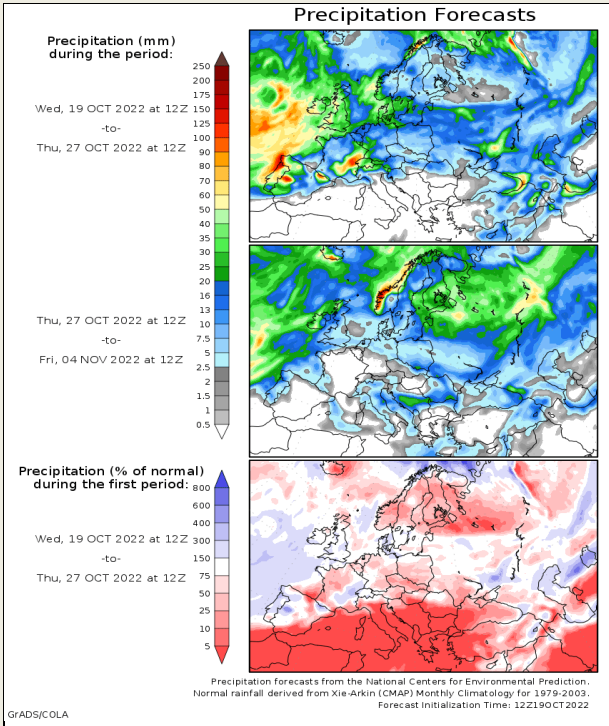 Precipitation Forecasts
Precipitation (mm)
during the period:
Wed, 19 OCT 2022 at 12Z
-to-
Thu, 27 OCT 2022 at 12Z
250
200
175
150
125
100
90
80
70
60
50
40
35
30
25
20
16
13
10
7.5
5
2.5
2
1.5
1
0.5
Thu, 27 OCT 2022 at 12Z
-to-
Fri, 04 NOV 2022 at 12Z
Precipitation (% of normal)
during the first period:
Wed, 19 OCT 2022 at 12Z
-to-
Thu, 27 OCT 2022 at 12Z
800
600
400
300
150
75
50
25
10
5
Precipitation forecasts from the National Centers for Environmental Prediction.
Normal rainfall derived from Xie-Arkin (CMAP) Monthly Climatology for 1979-2003.
Forecast Initialization Time: 12Z19OCT2022
GrADS/COLA